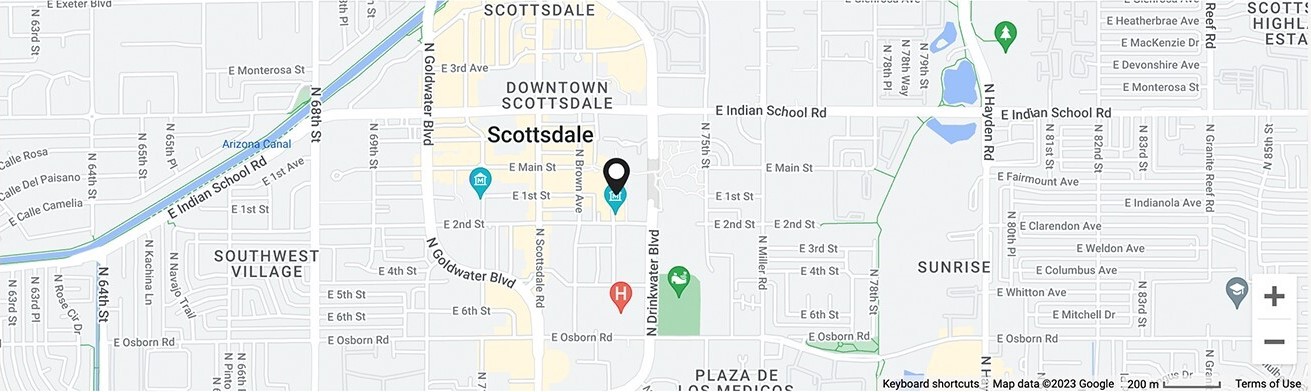 E Exeter Blvd
SCOTTSDALE
E Glenrosa Ave
SCOTTS
HIGHL
ESTA
N 63rd St
N Goldwater Blvd
N 78th Pl
N 78th Way
N 79th St
E Heatherbrae Ave
Reef Rd
E MacKenzie Dr
E Devonshire Ave
E Monterosa St
E Monterosa St
E 3rd Ave
DOWNTOWN
SCOTTSDALE
N 68th St
E Indian School Rd
N Hayden Rd
E Indian School Rd
Scottsdale
Arizona Canal
N 65th St
N 65th Pl
N 69th St
N 75th St
N 81st St
N 82nd St
N 83rd St
N Granite Reef Rd
N 85th St
Calle Rosa
Calle Del Paisano
E Calle Camelia
N 64th St
E Indian School Rd
E 1st Ave
E Main St
N Brown Ave
E Main St
E Fairmount Ave
E 1st St
E 1st St
E 1st St
E Indianola Ave
E 2nd St
E 2nd St
E 2nd St
E Clarendon Ave
N 80th Pl
SOUTHWEST
VILLAGE
N Kachina Ln
N Navajo Trail
N Goldwater Blvd
N Scottsdale Rd
N Drinkwater Blvd
N Miller Rd
E 3rd St
E Weldon Ave
E 4th St
E 4th St
SUNRISE
E Columbus Ave
N 63rd St
N 63rd Pl
N Rose Cir Dr
N 64th St
E 5th St
N 78th St
E Whitton Ave
N 83rd St
H
E 6th St
E 6th St
E 6th St
E Mitchell Dr
E Osborn Rd
E Osborn Rd
E Osborn Rd
E Osborn Rd
N 66th Pl
PLAZA DE
LOS MEDICOS
Keyboard shortcuts
Map data ©2023 Google
200 m
Terms of Use